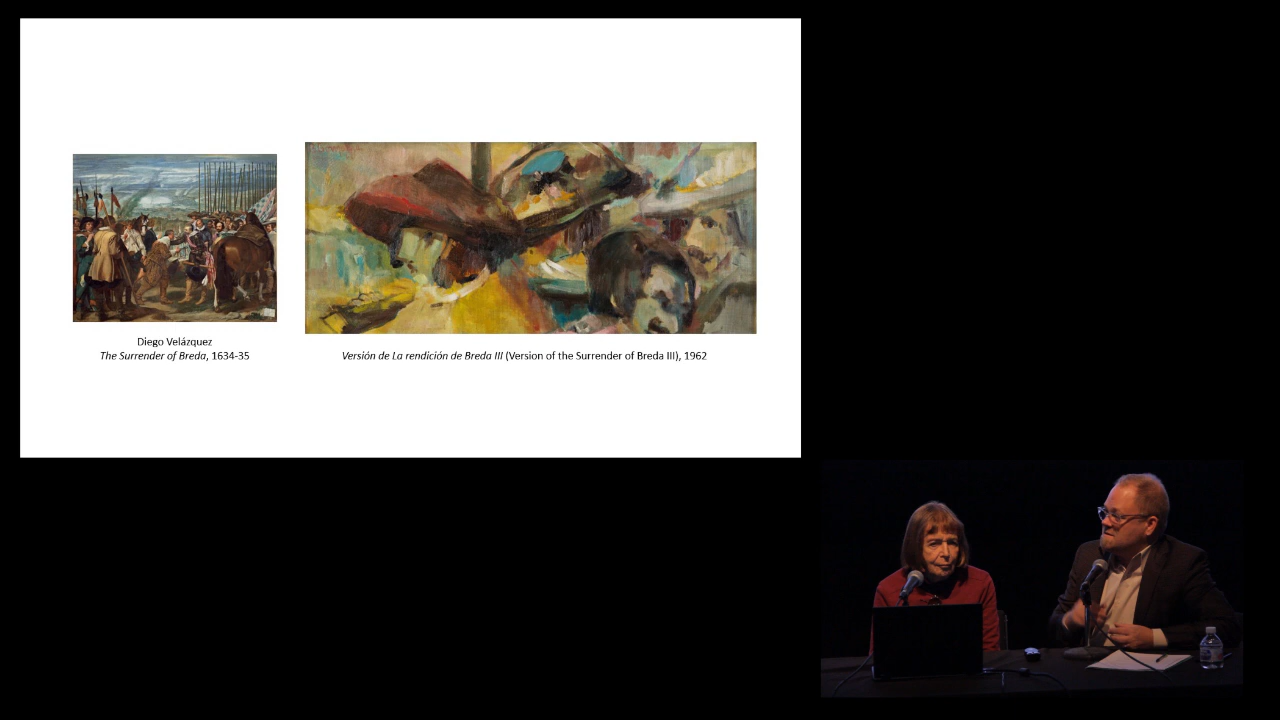 Diego Velázquez
The Surrender of Breda, 1634-35
Versión de La rendición de Breda III (Version of the Surrender of Breda III), 1962